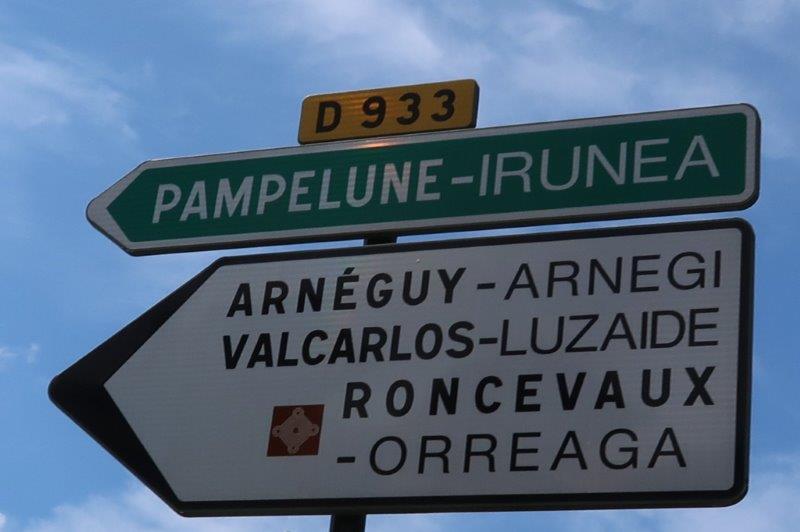 D 933
PAMPELUNE-IRUNEA
ARNÉGUY-ARNEGI
VALCARLOS-LUZAIDE
RONCEVAUX
-ORREAGA